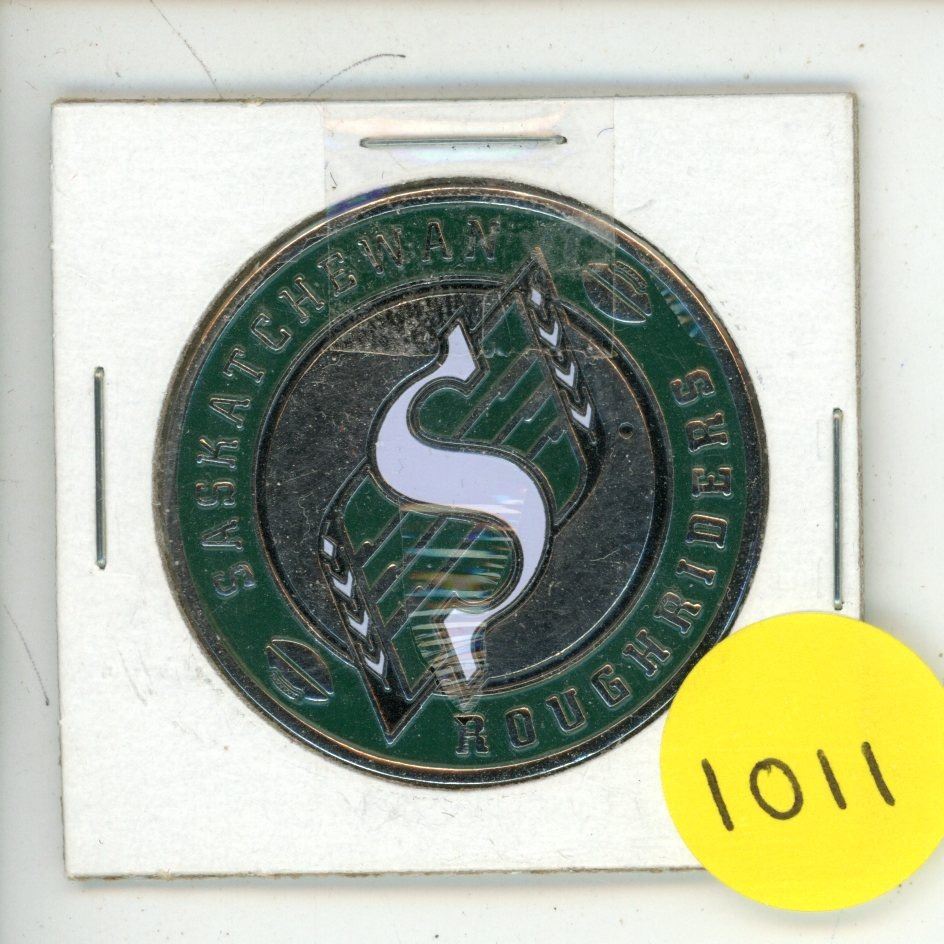 SASKATCHEWAN
ROUGHRIDERS
S
1011